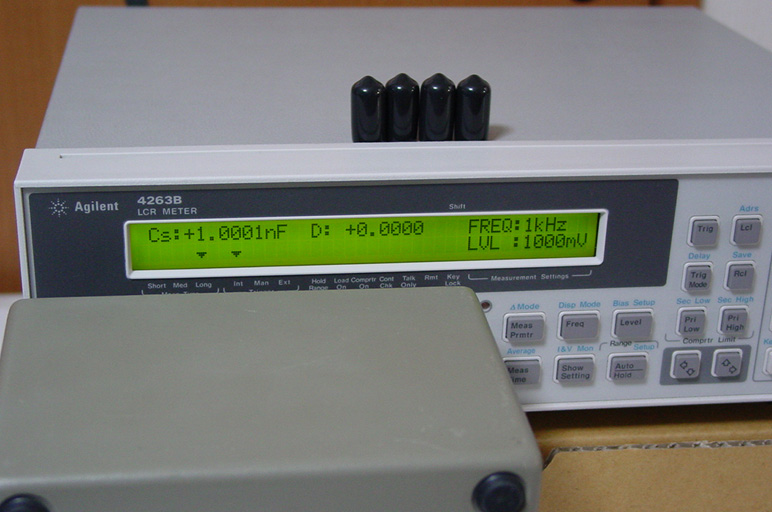 Agilent 4263B
LCR METER
Shift
Cs:+1.0001nF D: +0.0000 FREQ:1kHz
LVL :1000mV
Short Med Long Int Man Ext Hold Range Load On Comprtr On Cont Chk Talk Only Rmt Key Lock Measurement Settings
Adrs
Trig Lcl
Delay Save
Trig Mode Rcl
Δ Mode Disp Mode Bias Setup Sec Low Sec High
Meas Prmtr Freq Level Pri Low Pri High
Comprtr Limit
Average I&V Mon Range Setup
Meas Show Setting Auto Hold